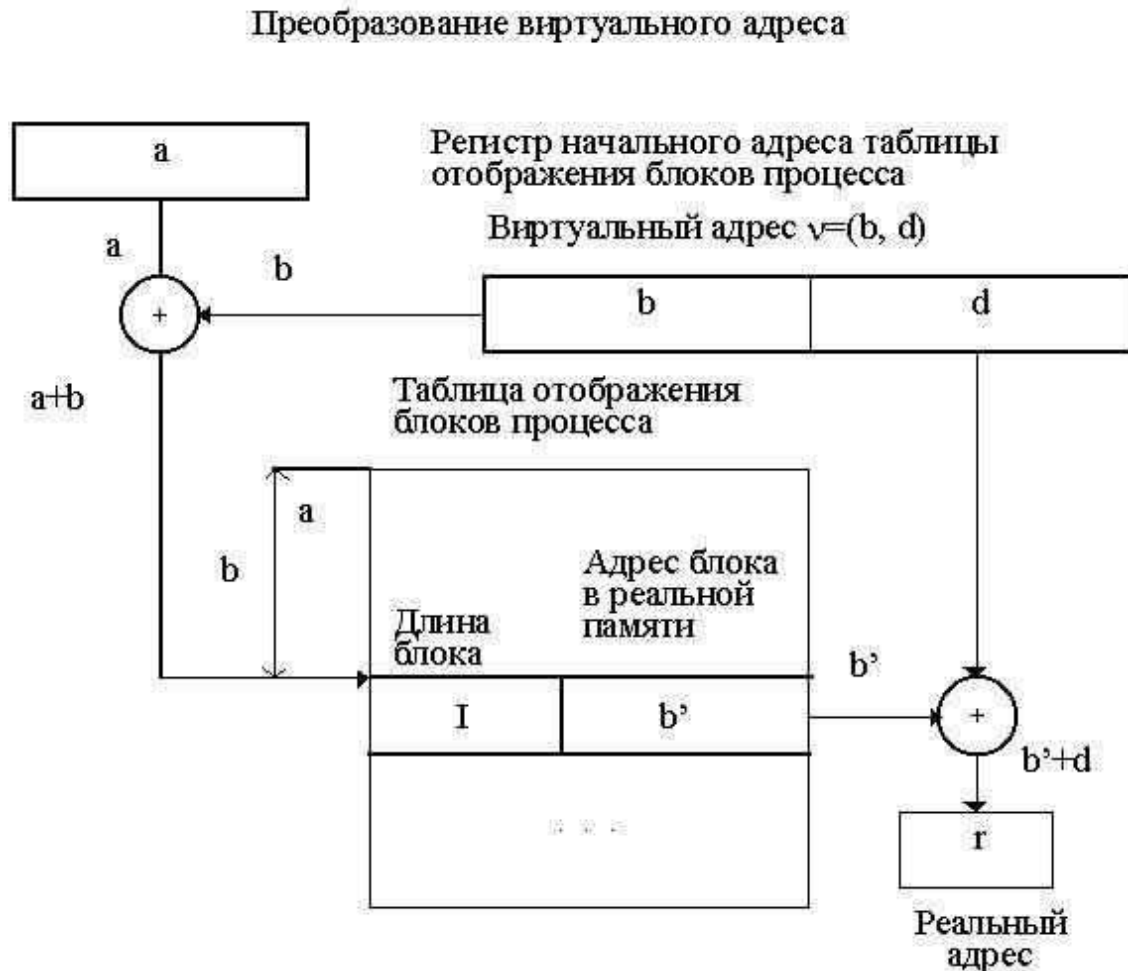 Преобразование виртуального адреса
a
Регистр начального адреса таблицы
отображения блоков процесса
Виртуальный адрес v=(b, d)
a
b
b
d
+
a+b
Таблица отображения
блоков процесса
a
b
Адрес блока
в реальной
памяти
Длина
блока
b’
I
b’
+
b’+d
. . .
r
Реальный
адрес